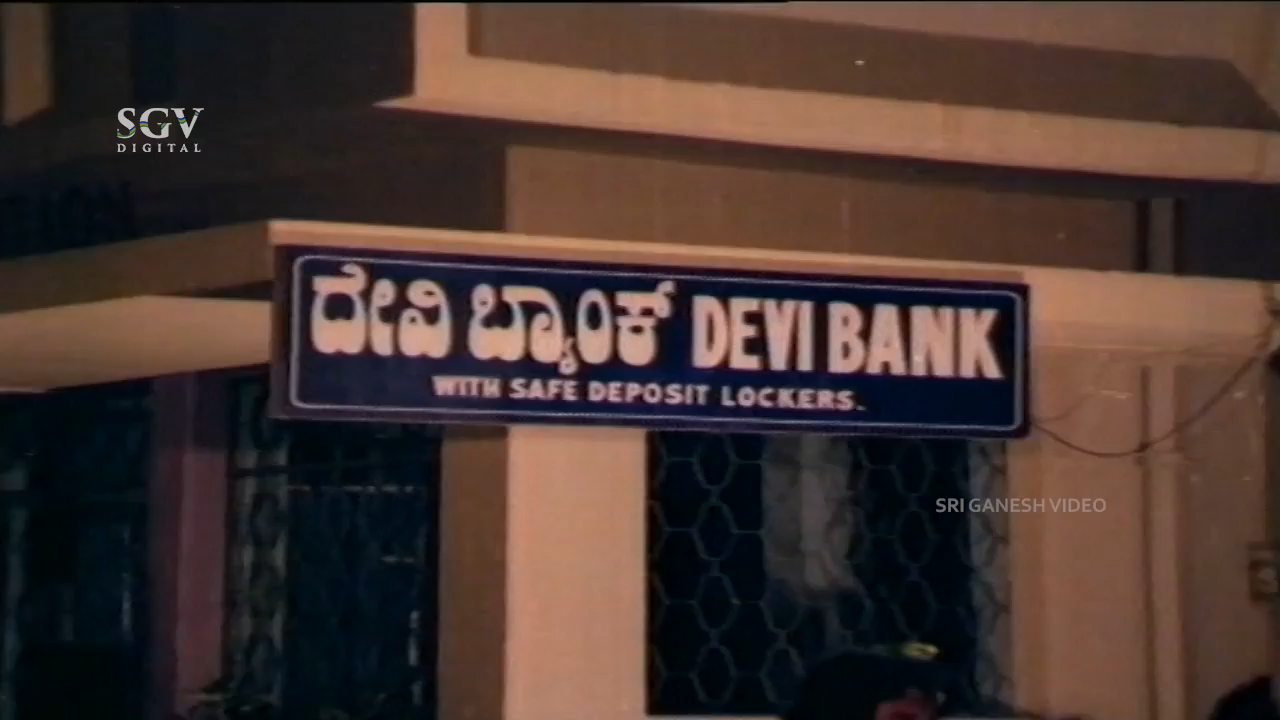 SGV
DIGITAL
ದೇವಿ ಬ್ಯಾಂಕ್ DEVI BANK
WITH SAFE DEPOSIT LOCKERS.
SRI GANESH VIDEO